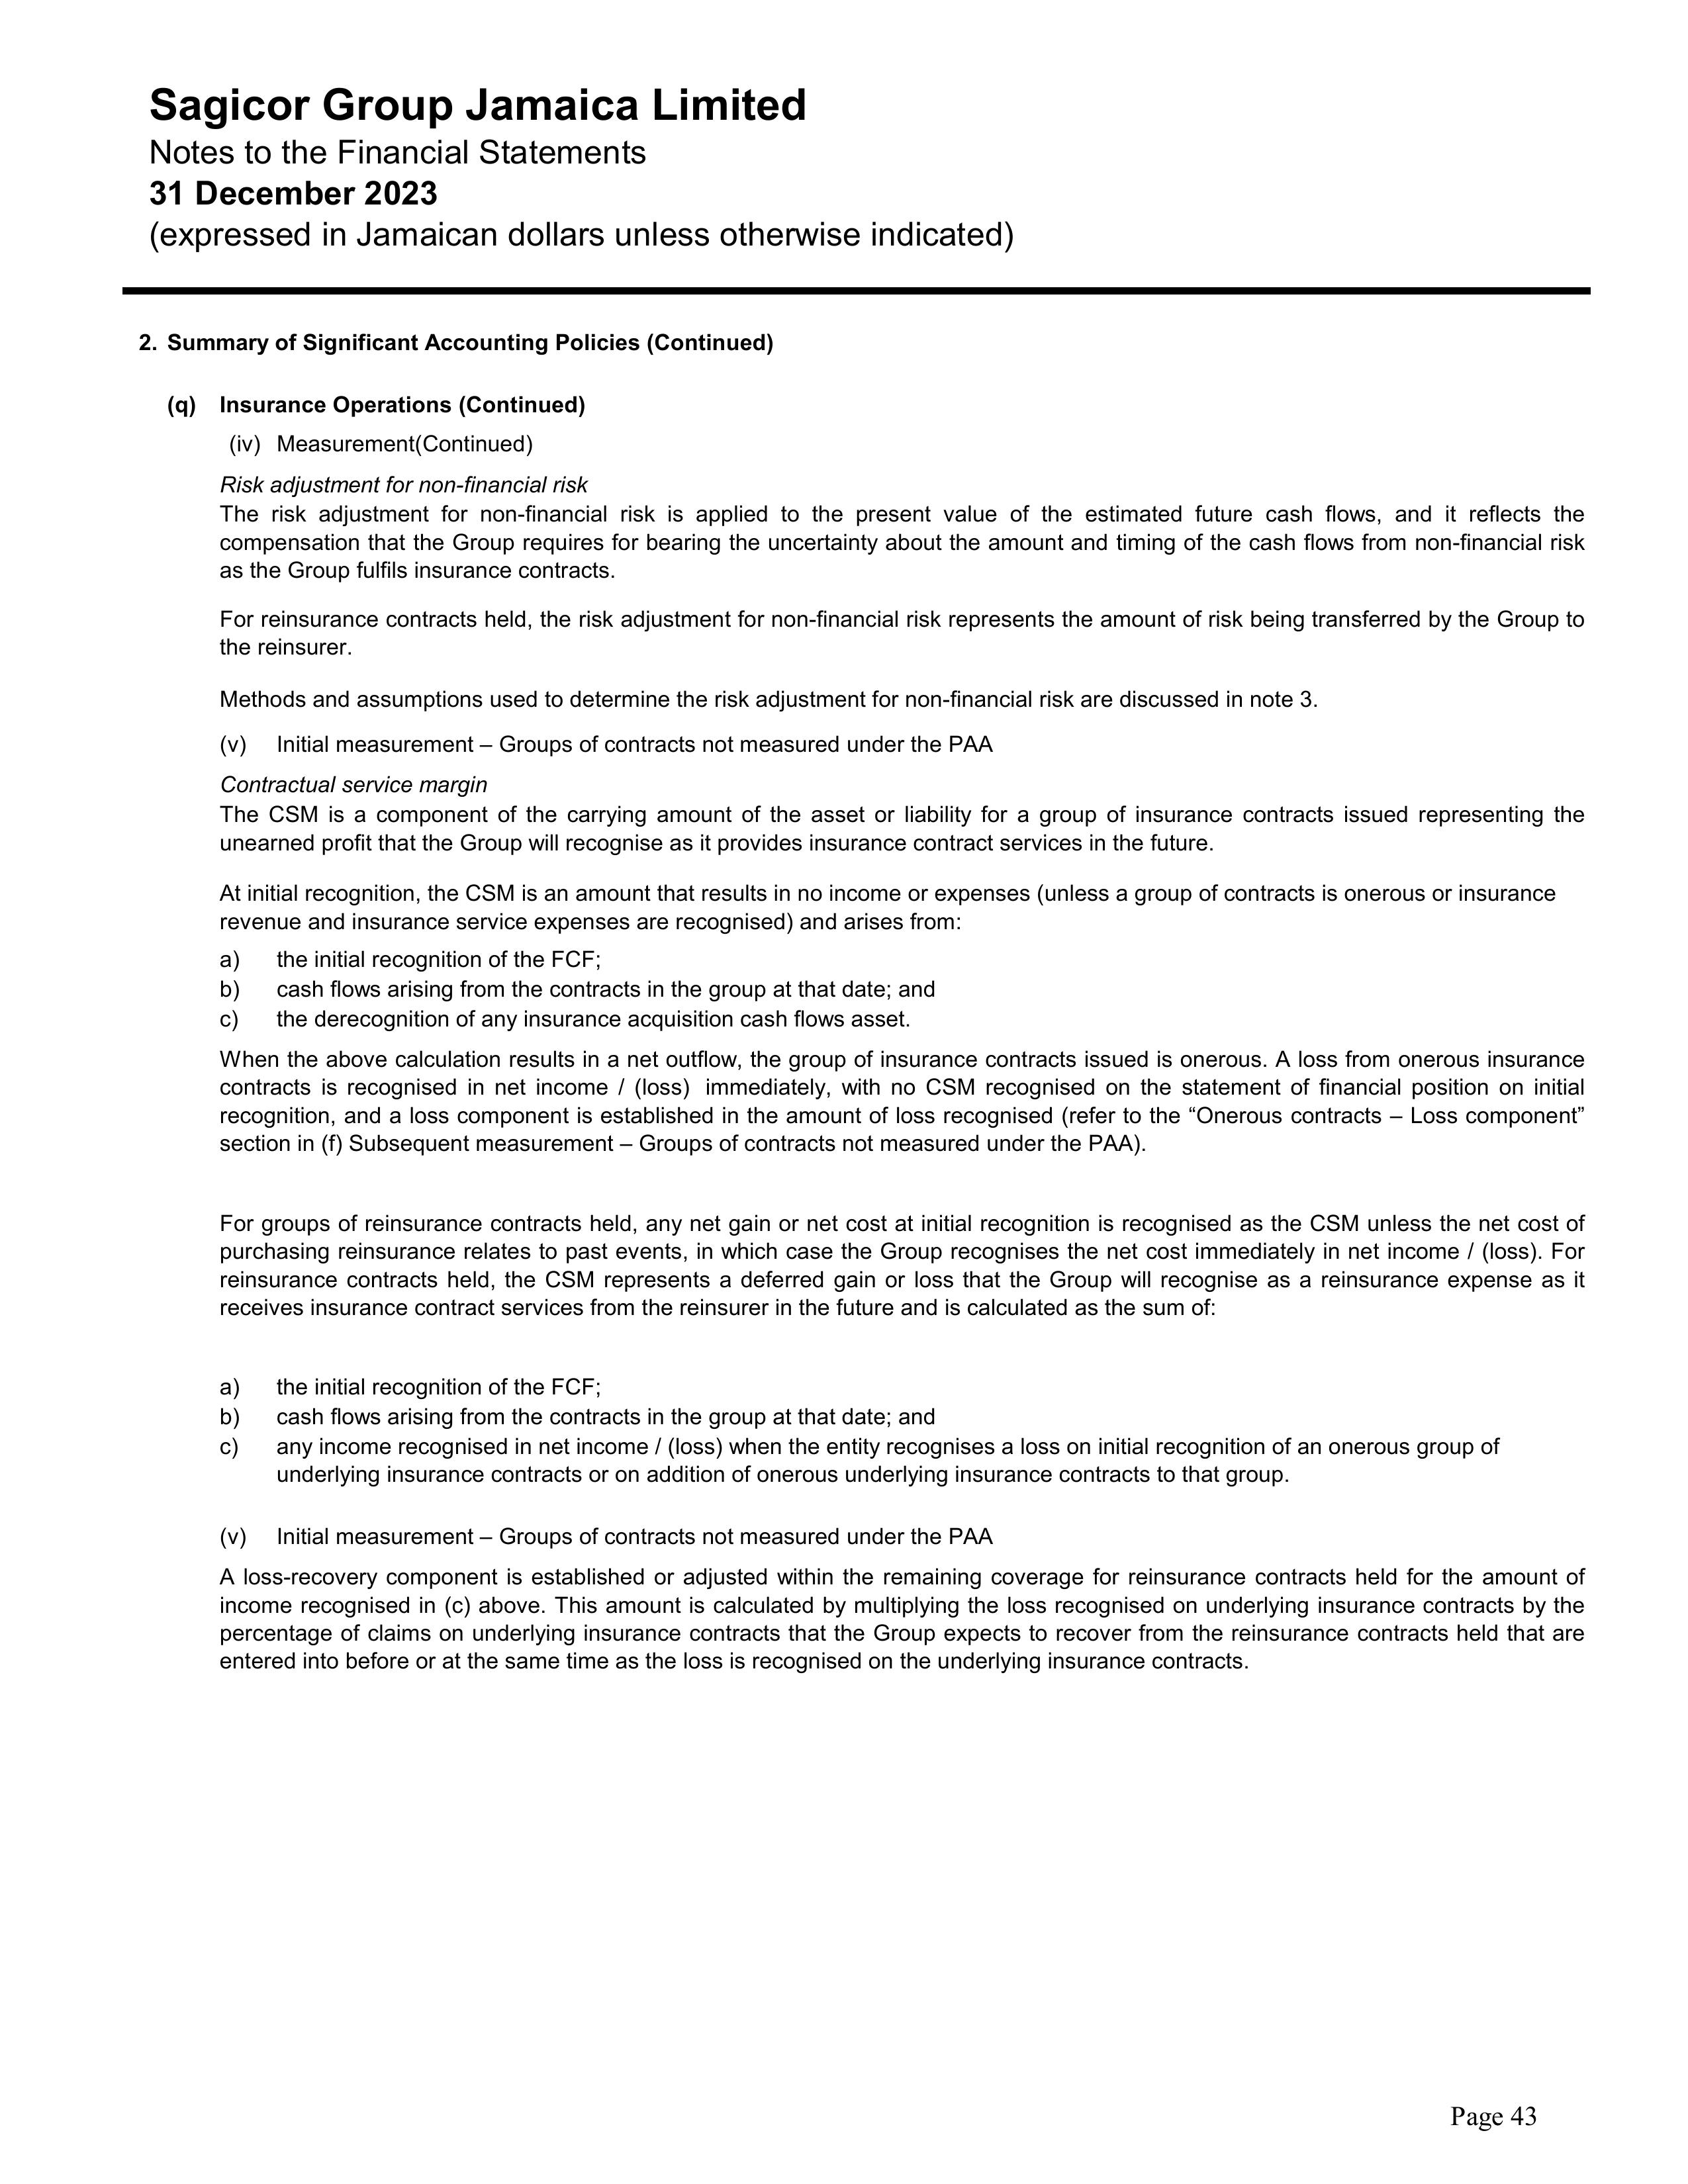 Sagicor Group Jamaica Limited
Notes to the Financial Statements
31 December 2023
(expressed in Jamaican dollars unless otherwise indicated)
2. Summary of Significant Accounting Policies (Continued)
(q) Insurance Operations (Continued)
(iv) Measurement(Continued)
Risk adjustment for non-financial risk
The risk adjustment for non-financial risk is applied to the present value of the estimated future cash flows, and it reflects the
compensation that the Group requires for bearing the uncertainty about the amount and timing of the cash flows from non-financial risk
as the Group fulfils insurance contracts.
For reinsurance contracts held, the risk adjustment for non-financial risk represents the amount of risk being transferred by the Group to
the reinsurer.
Methods and assumptions used to determine the risk adjustment for non-financial risk are discussed in note 3.
(v) Initial measurement – Groups of contracts not measured under the PAA
Contractual service margin
The CSM is a component of the carrying amount of the asset or liability for a group of insurance contracts issued representing the
unearned profit that the Group will recognise as it provides insurance contract services in the future.
At initial recognition, the CSM is an amount that results in no income or expenses (unless a group of contracts is onerous or insurance
revenue and insurance service expenses are recognised) and arises from:
a) the initial recognition of the FCF;
b) cash flows arising from the contracts in the group at that date; and
c) the derecognition of any insurance acquisition cash flows asset.
When the above calculation results in a net outflow, the group of insurance contracts issued is onerous. A loss from onerous insurance
contracts is recognised in net income / (loss) immediately, with no CSM recognised on the statement of financial position on initial
recognition, and a loss component is established in the amount of loss recognised (refer to the “Onerous contracts – Loss component”
section in (f) Subsequent measurement – Groups of contracts not measured under the PAA).
For groups of reinsurance contracts held, any net gain or net cost at initial recognition is recognised as the CSM unless the net cost of
purchasing reinsurance relates to past events, in which case the Group recognises the net cost immediately in net income / (loss). For
reinsurance contracts held, the CSM represents a deferred gain or loss that the Group will recognise as a reinsurance expense as it
receives insurance contract services from the reinsurer in the future and is calculated as the sum of:
a) the initial recognition of the FCF;
b) cash flows arising from the contracts in the group at that date; and
c) any income recognised in net income / (loss) when the entity recognises a loss on initial recognition of an onerous group of
underlying insurance contracts or on addition of onerous underlying insurance contracts to that group.
(v) Initial measurement – Groups of contracts not measured under the PAA
A loss-recovery component is established or adjusted within the remaining coverage for reinsurance contracts held for the amount of
income recognised in (c) above. This amount is calculated by multiplying the loss recognised on underlying insurance contracts by the
percentage of claims on underlying insurance contracts that the Group expects to recover from the reinsurance contracts held that are
entered into before or at the same time as the loss is recognised on the underlying insurance contracts.
Page 43